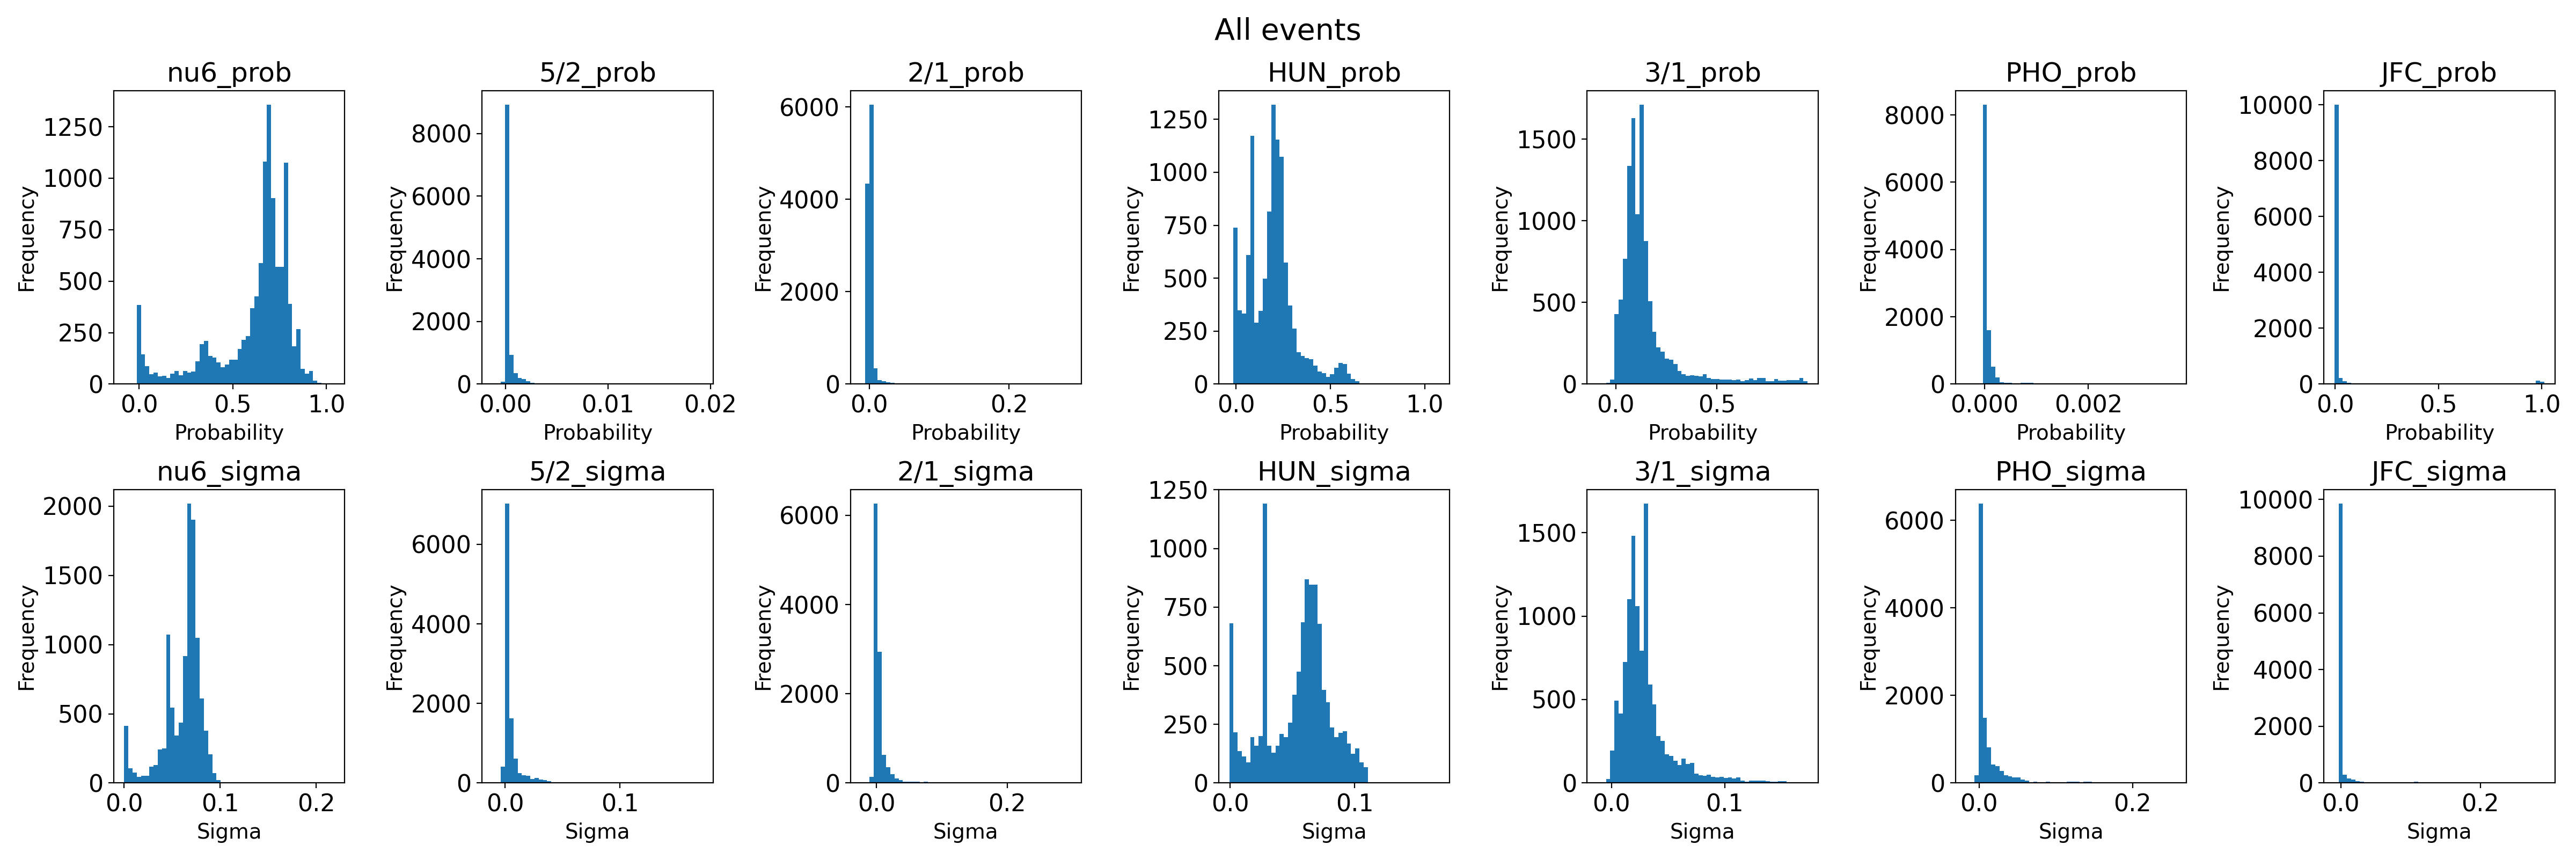 All events
nu6_prob
5/2_prob
2/1_prob
HUN_prob
3/1_prob
PHO_prob
JFC_prob
Frequency
1250
1000
750
500
250
0
0.0 0.5 1.0
Probability
Frequency
8000
6000
4000
2000
0
0.00 0.01 0.02
Probability
Frequency
6000
4000
2000
0
0.0 0.2
Probability
Frequency
1250
1000
750
500
250
0
0.0 0.5 1.0
Probability
Frequency
1500
1000
500
0
0.0 0.5
Probability
Frequency
8000
6000
4000
2000
0
0.000 0.002
Probability
Frequency
10000
8000
6000
4000
2000
0
0.0 0.5 1.0
Probability
nu6_sigma
5/2_sigma
2/1_sigma
HUN_sigma
3/1_sigma
PHO_sigma
JFC_sigma
Frequency
2000
1500
1000
500
0
0.0 0.1 0.2
Sigma
Frequency
6000
4000
2000
0
0.0 0.1
Sigma
Frequency
6000
4000
2000
0
0.0 0.2
Sigma
Frequency
1250
1000
750
500
250
0
0.0 0.1
Sigma
Frequency
1500
1000
500
0
0.0 0.1
Sigma
Frequency
6000
4000
2000
0
0.0 0.2
Sigma
Frequency
10000
8000
6000
4000
2000
0
0.0 0.2
Sigma